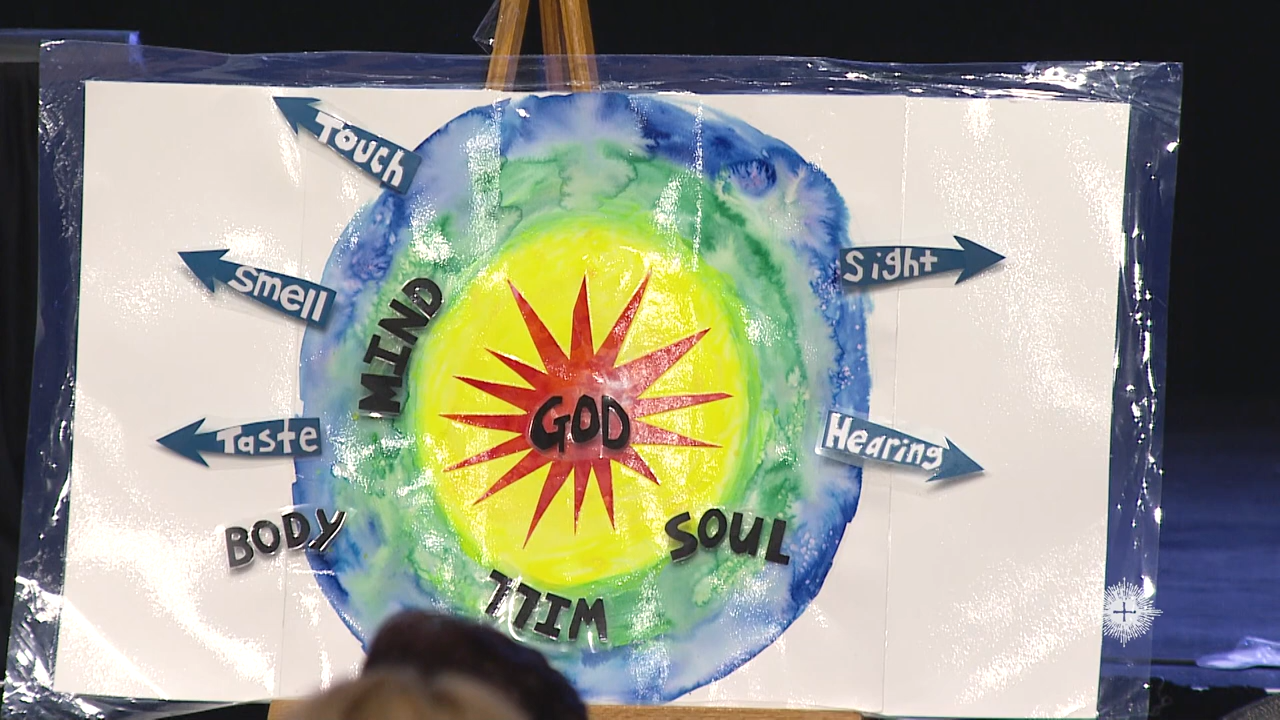 Touch
Sight
Smell
MIND
GOD
Taste
Hearing
BODY
SOUL
WILL